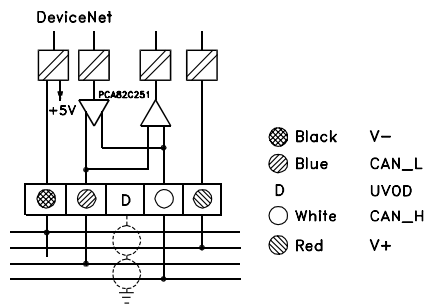 DeviceNet
PCA82C251
+5V
D
Black V-
Blue CAN_L
D UVOD
White CAN_H
Red V+